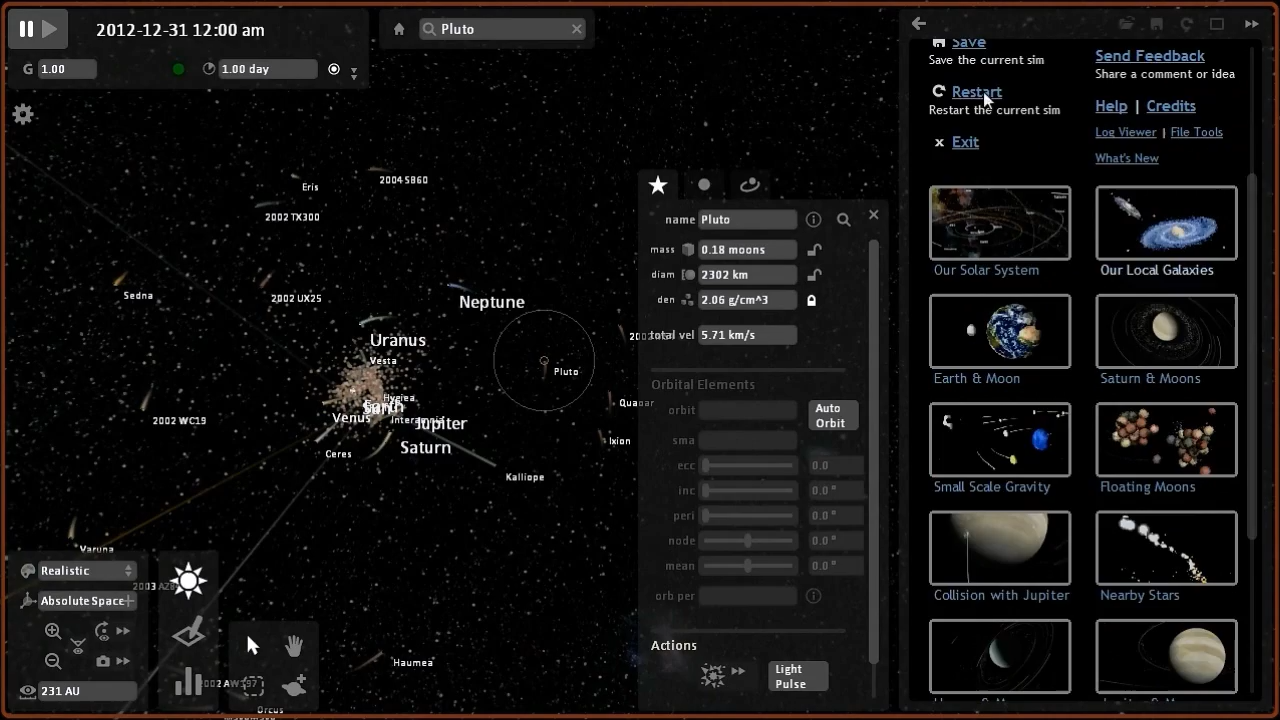 2012-12-31 12:00 am
Pluto
G 1.00
1.00 day
Eris
2004 SB60
2002 TX300
Sedna
2002 UX25
Neptune
Uranus
Vesta
Pluto
Hygiea
Earth
Venus
Jupiter
2002 WC19
Saturn
Ceres
Quaoar
Ixion
Kalliope
Varuna
Haumea
Orcus
Realistic
Absolute Space
231 AU
name Pluto
mass 0.18 moons
diam 2302 km
den 2.06 g/cm^3
total vel 5.71 km/s
Orbital Elements
orbit
Auto
Orbit
sma
ecc 0.0
inc 0.0 °
peri 0.0 °
node 0.0 °
mean 0.0 °
orb per
Actions
Light
Pulse
Save
Save the current sim
Restart
Restart the current sim
x Exit
Send Feedback
Share a comment or idea
Help | Credits
Log Viewer | File Tools
What's New
Our Solar System
Our Local Galaxies
Earth & Moon
Saturn & Moons
Small Scale Gravity
Floating Moons
Collision with Jupiter
Nearby Stars